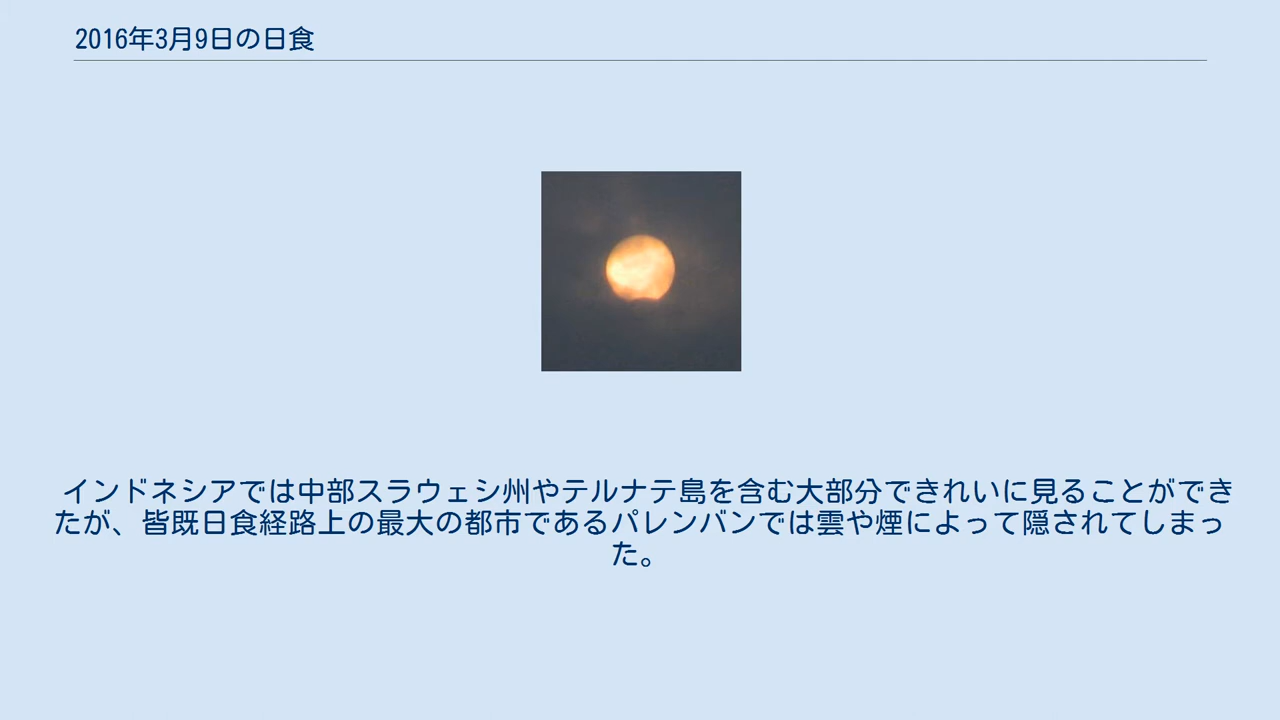 2016年3月9日の日食
インドネシアでは中部スラウェシ州やテルナテ島を含む大部分できれいに見ることができ
たが、皆既日食経路上の最大の都市であるパレンバンでは雲や煙によって隠されてしまっ
た。